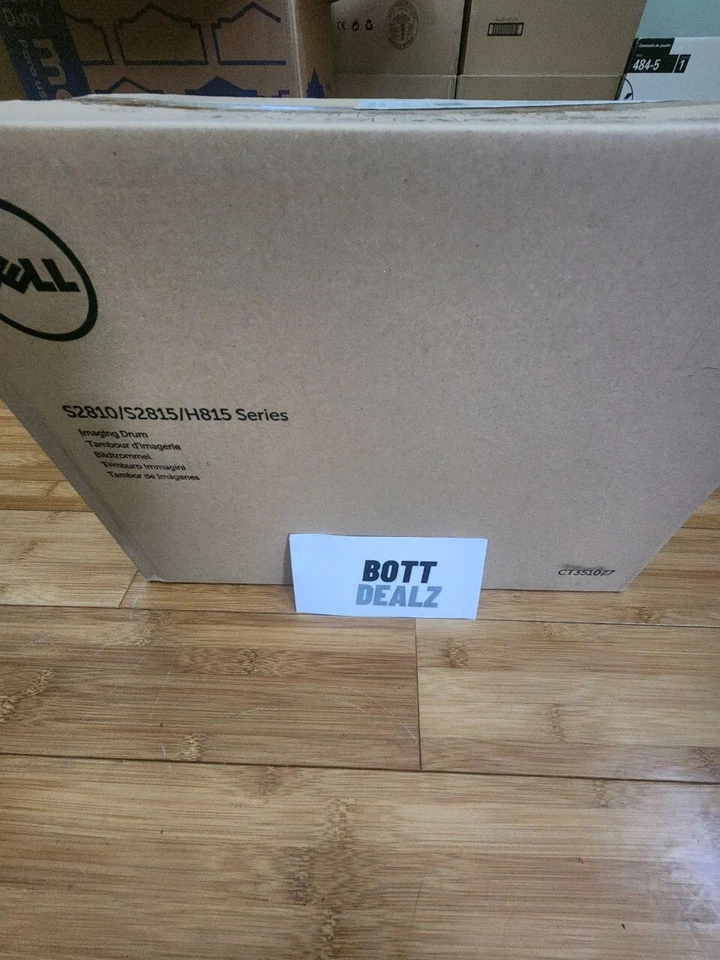 Duty
484-5 1
DELL
S2810/S2815/H815 Series
Imaging Drum
Tambour d'imagerie
Bildtrommel
Tamburo immagini
Tambor de imágenes
CT351077
BOTT
DEALZ